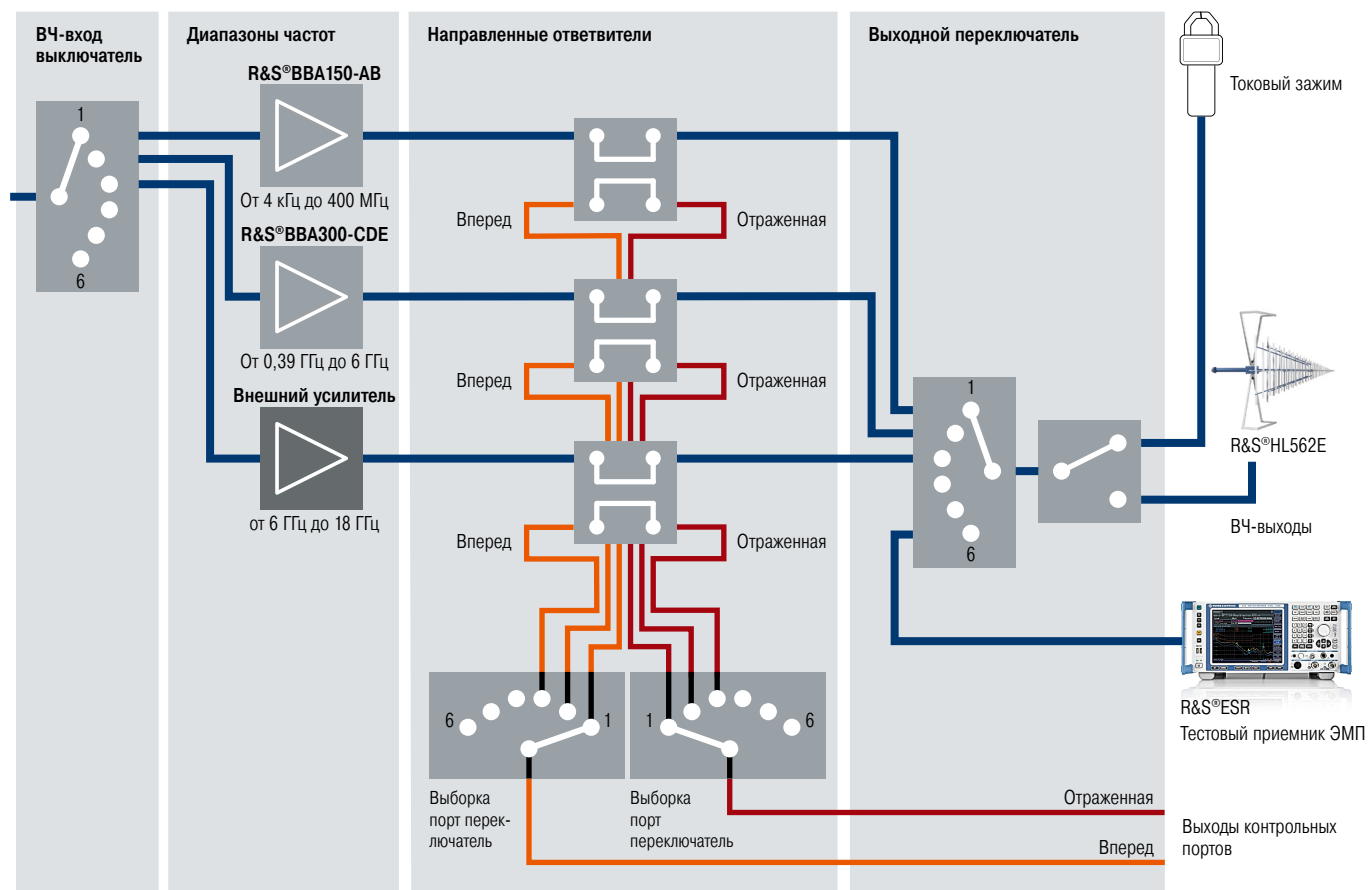 ВЧ-вход
выключатель
Диапазоны частот
Направленные ответвители
Выходной переключатель
R&S®BBA150-AB
1
6
От 4 кГц до 400 МГц
Токовый зажим
Вперед
Отраженная
R&S®BBA300-CDE
От 0,39 ГГц до 6 ГГц
Вперед
Отраженная
Внешний усилитель
от 6 ГГц до 18 ГГц
1
6
R&S®HL562E
ВЧ-выходы
Вперед
Отраженная
6
1
1
6
R&S®ESR
Тестовый приемник ЭМП
Выборка
порт перек-
лючатель
Выборка
порт
переключатель
Отраженная
Вперед
Выходы контрольных
портов